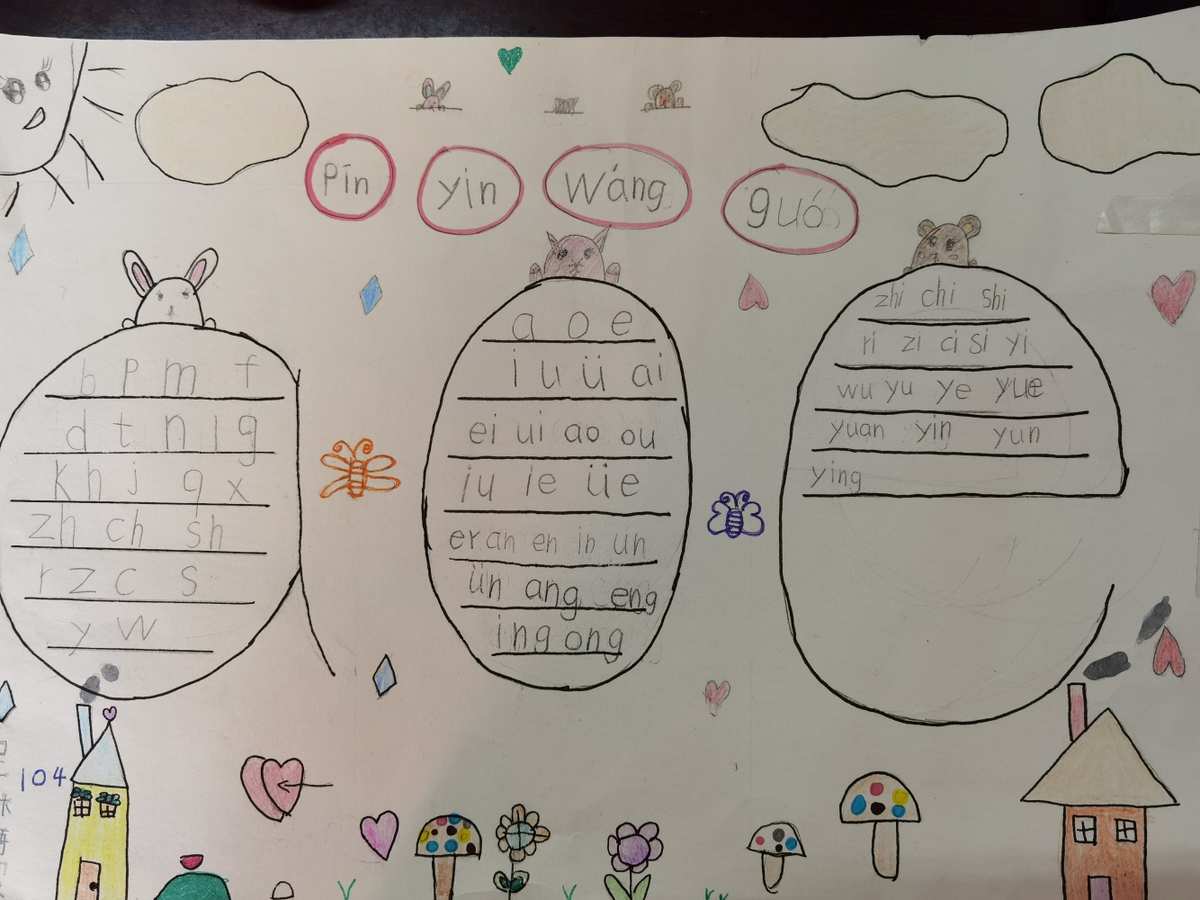 Pīn yin wáng guó
b p m f
d t n l g
k h j q x
zh ch sh
r z c s
y w
a o e
i u ü ai
ei ui ao ou
iu ie üe
er an en in un
ün ang eng
ing ong
zhi chi shi
ri zi ci si yi
wu yu ye yue
yuan yin yun
ying
104